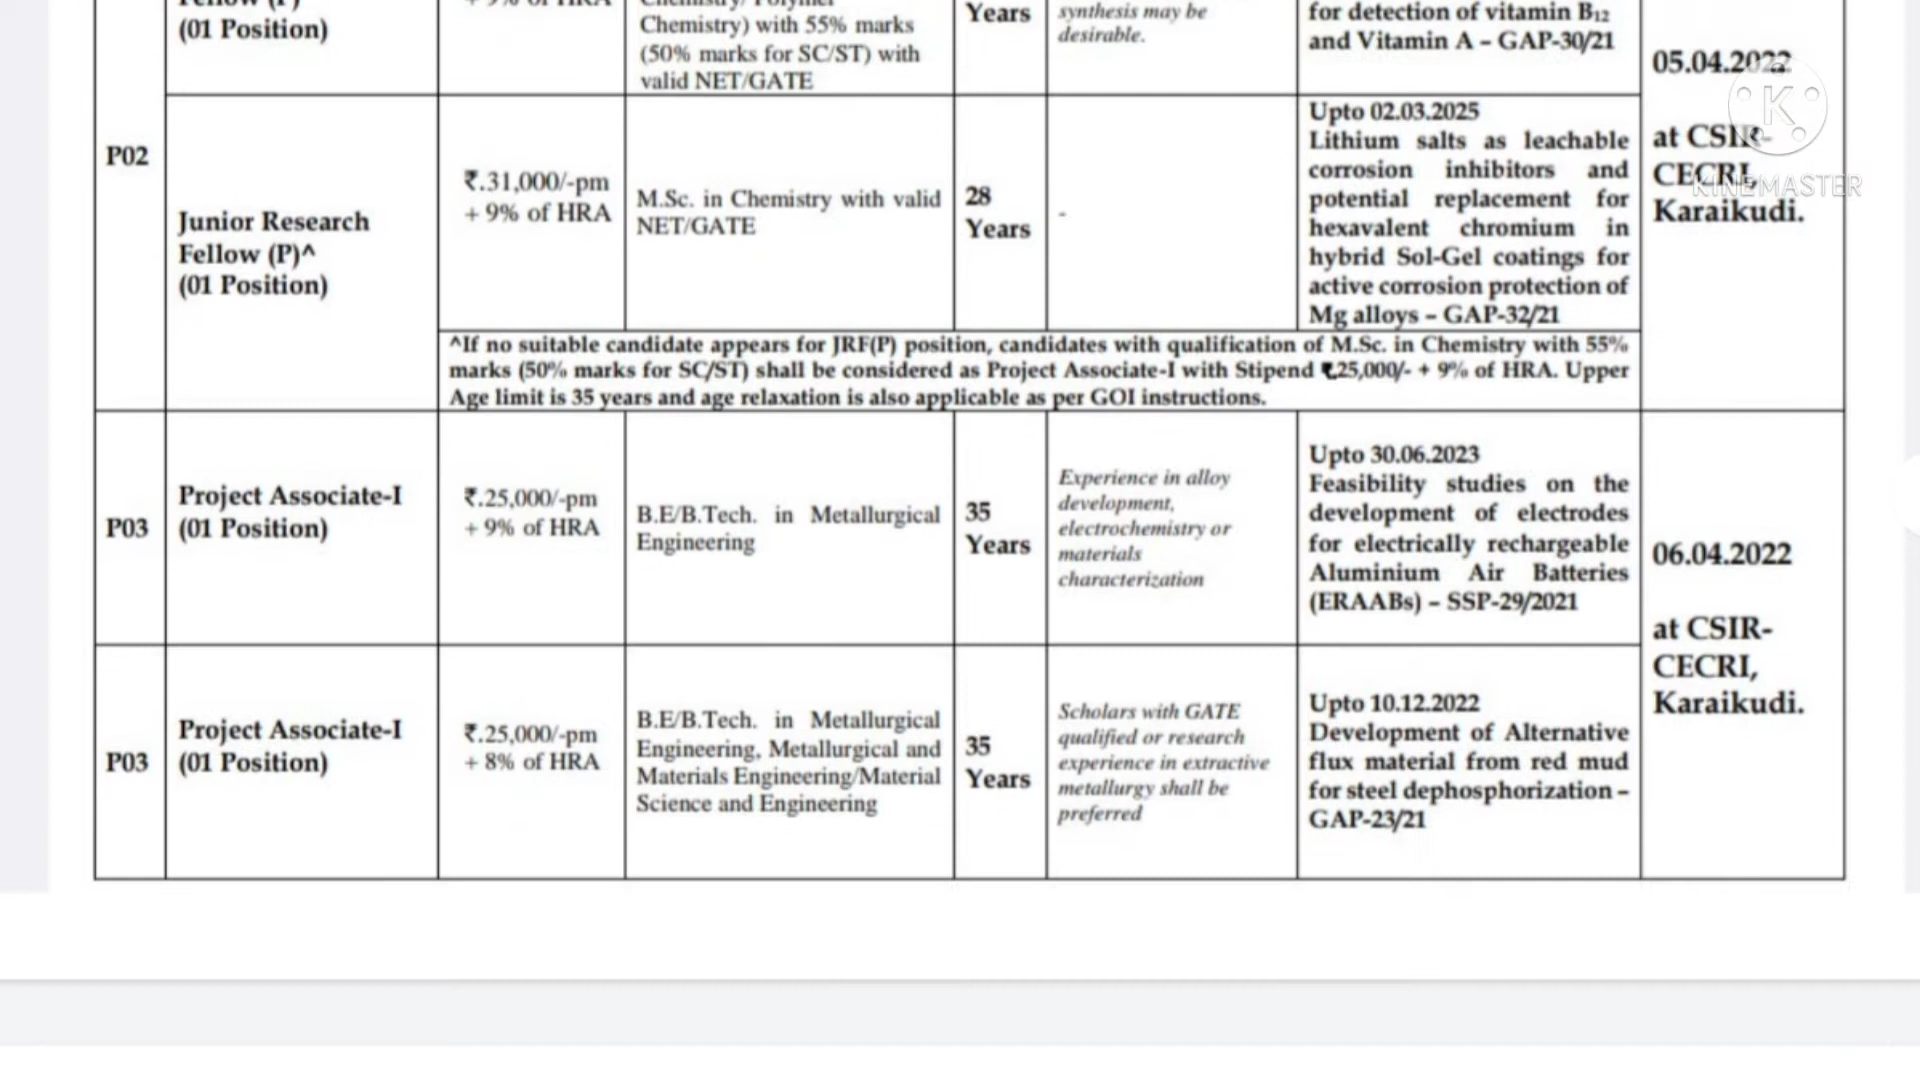 (01 Position)
Chemistry) with 55% marks
(50% marks for SC/ST) with
valid NET/GATE
Years
synthesis may be
desirable.
for detection of vitamin B₁₂
and Vitamin A – GAP-30/21
05.04.2022
at CSIR-
CECRI,
Karaikudi.
P02
Junior Research
Fellow (P)^
(01 Position)
₹.31,000/-pm
+ 9% of HRA
M.Sc. in Chemistry with valid
NET/GATE
28
Years
-
Upto 02.03.2025
Lithium salts as leachable
corrosion inhibitors and
potential replacement for
hexavalent chromium in
hybrid Sol-Gel coatings for
active corrosion protection of
Mg alloys – GAP-32/21
^If no suitable candidate appears for JRF(P) position, candidates with qualification of M.Sc. in Chemistry with 55%
marks (50% marks for SC/ST) shall be considered as Project Associate-I with Stipend ₹.25,000/- + 9% of HRA. Upper
Age limit is 35 years and age relaxation is also applicable as per GOI instructions.
P03
Project Associate-I
(01 Position)
₹.25,000/-pm
+ 9% of HRA
B.E/B.Tech. in Metallurgical
Engineering
35
Years
Experience in alloy
development,
electrochemistry or
materials
characterization
Upto 30.06.2023
Feasibility studies on the
development of electrodes
for electrically rechargeable
Aluminium Air Batteries
(ERAABs) – SSP-29/2021
06.04.2022
at CSIR-
CECRI,
Karaikudi.
P03
Project Associate-I
(01 Position)
₹.25,000/-pm
+ 8% of HRA
B.E/B.Tech. in Metallurgical
Engineering, Metallurgical and
Materials Engineering/Material
Science and Engineering
35
Years
Scholars with GATE
qualified or research
experience in extractive
metallurgy shall be
preferred
Upto 10.12.2022
Development of Alternative
flux material from red mud
for steel dephosphorization –
GAP-23/21
K
KINEMASTER